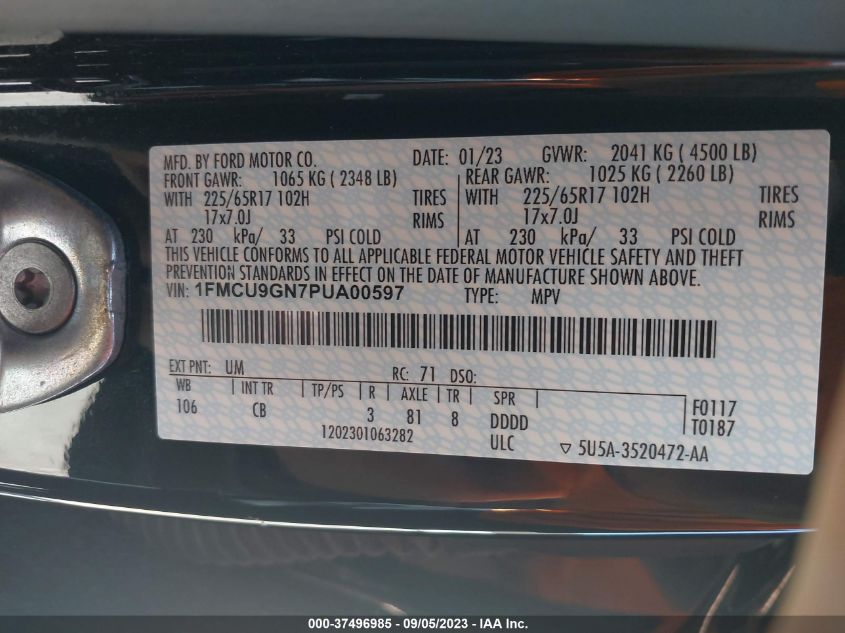 MFD. BY FORD MOTOR CO. DATE: 01/23 GVWR: 2041 KG ( 4500 LB)
FRONT GAWR: 1065 KG ( 2348 LB) REAR GAWR: 1025 KG ( 2260 LB)
WITH 225/65R17 102H TIRES WITH 225/65R17 102H TIRES
17x7.0J RIMS 17x7.0J RIMS
AT 230 kPa/ 33 PSI COLD AT 230 kPa/ 33 PSI COLD
THIS VEHICLE CONFORMS TO ALL APPLICABLE FEDERAL MOTOR VEHICLE SAFETY AND THEFT
PREVENTION STANDARDS IN EFFECT ON THE DATE OF MANUFACTURE SHOWN ABOVE.
VIN: 1FMCU9GN7PUA00597 TYPE: MPV
EXT PNT: UM RC: 71 DSO:
WB INT TR TP/PS R AXLE TR SPR
106 CB 3 81 8 DDDD F0117
1202301063282 ULC T0187
▽ 5U5A-3520472-AA
000-37496985 - 09/05/2023 - IAA Inc.